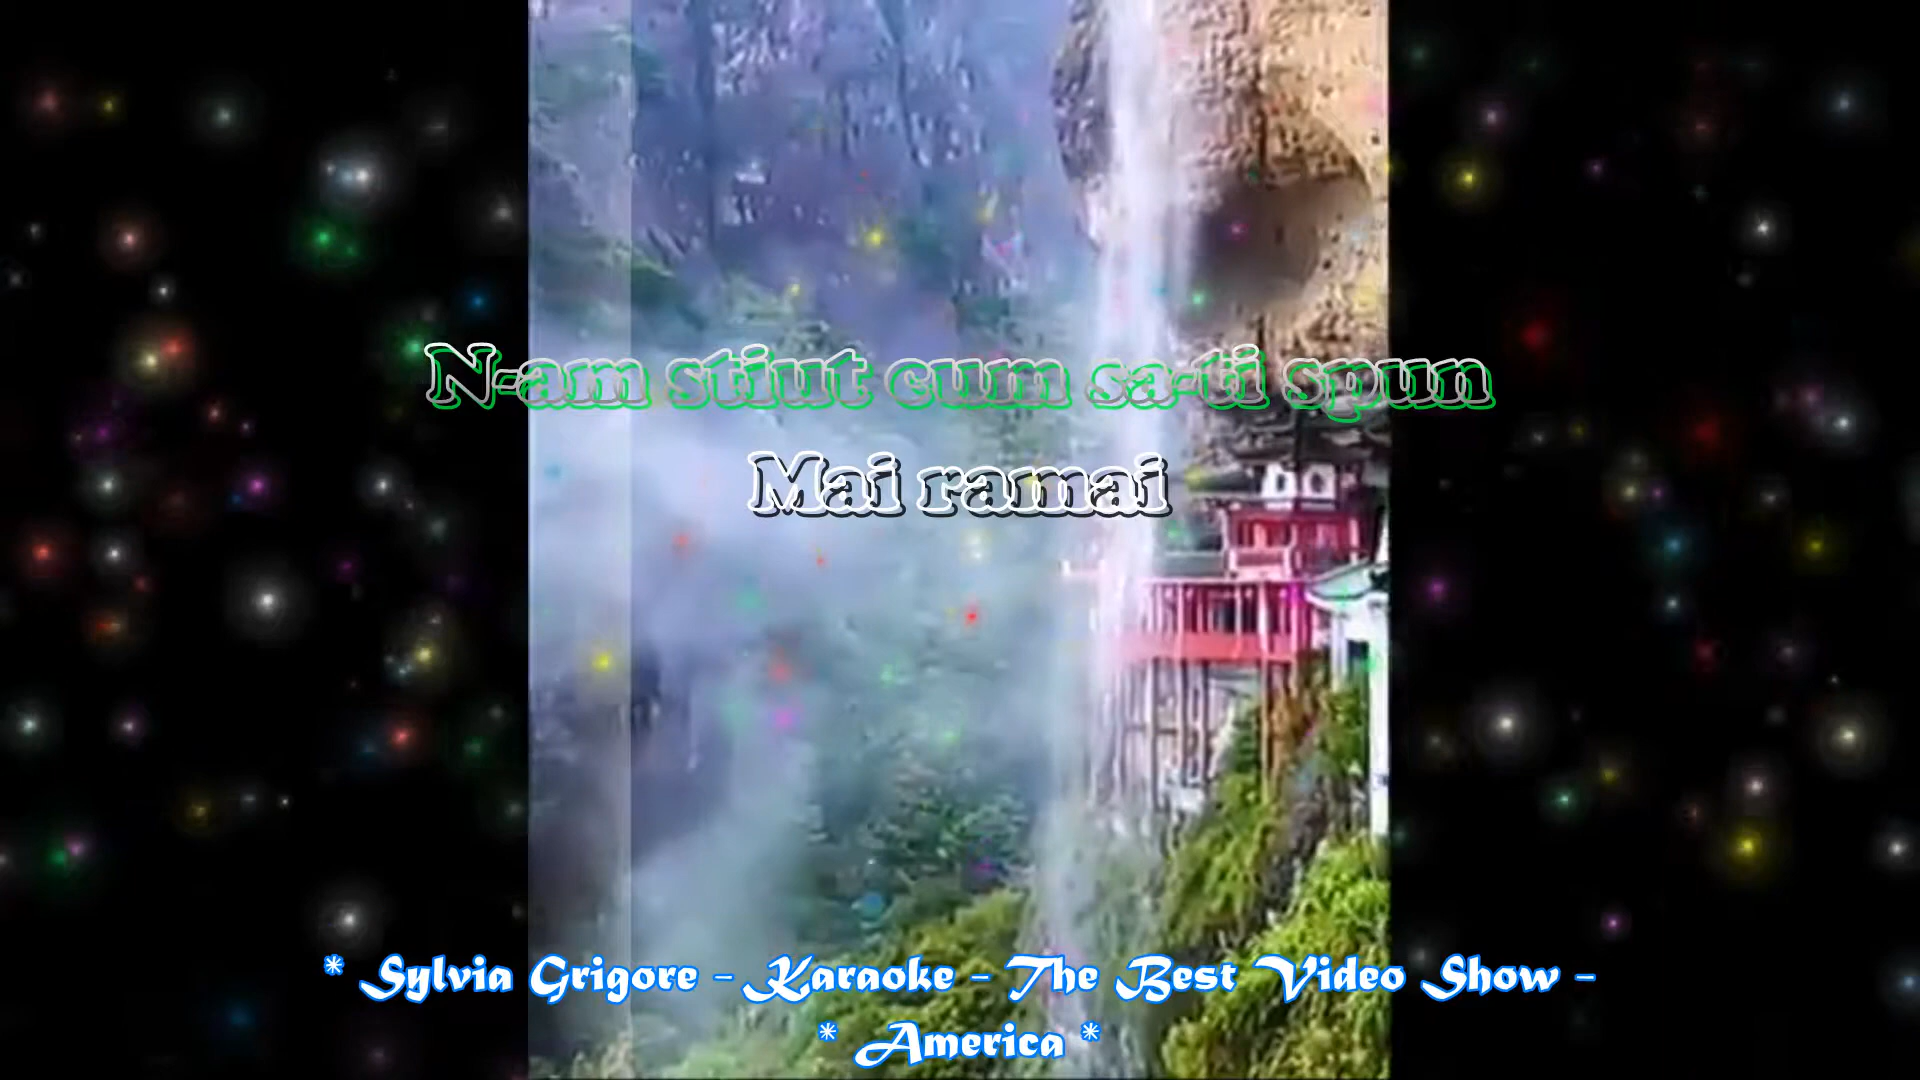 N-am stiut cum sa-ti spun
Mai ramai
* Sylvia Grigore - Karaoke - The Best Video Show -
* America *